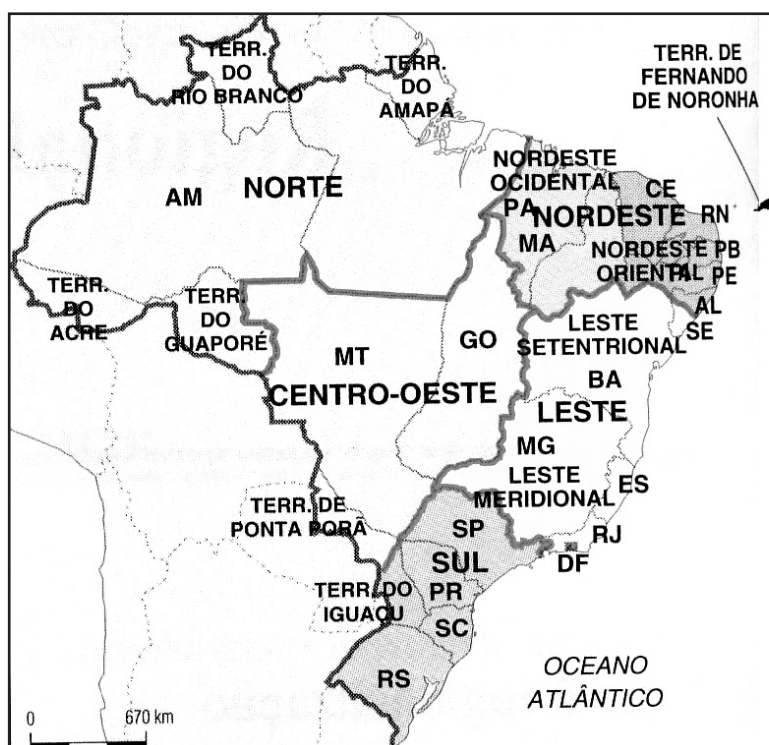 TERR.
DO
RIO BRANCO
TERR.
DO
AMAPÁ
TERR. DE
FERNANDO
DE NORONHA
NORDESTE
OCIDENTAL
CE
AM
NORTE
PA
NORDESTE
RN
MA
NORDESTE
ORIENTAL
PI
PB
PE
TERR.
DO
ACRE
TERR.
DO
GUAPORÉ
AL
SE
LESTE
SETENTRIONAL
MT
GO
BA
CENTRO-OESTE
LESTE
MG
LESTE
MERIDIONAL
ES
TERR. DE
PONTA PORÃ
SP
RJ
DF
SUL
TERR. DO
IGUAÇU
PR
SC
RS
OCEANO
ATLÂNTICO
0 670 km